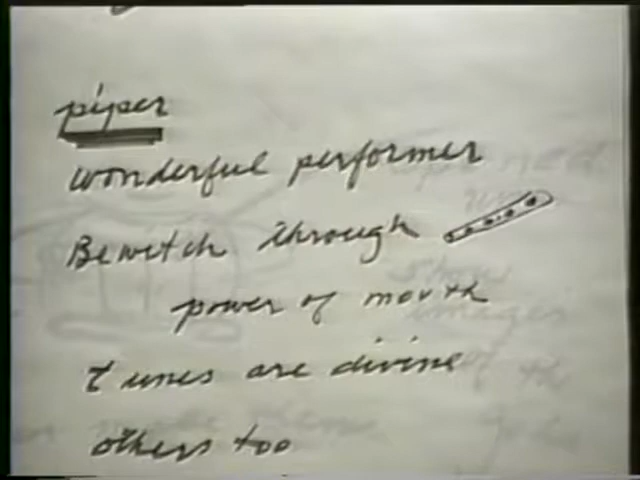 piper
wonderful performer
Bewitch through
power of mouth
tunes are divine
others too